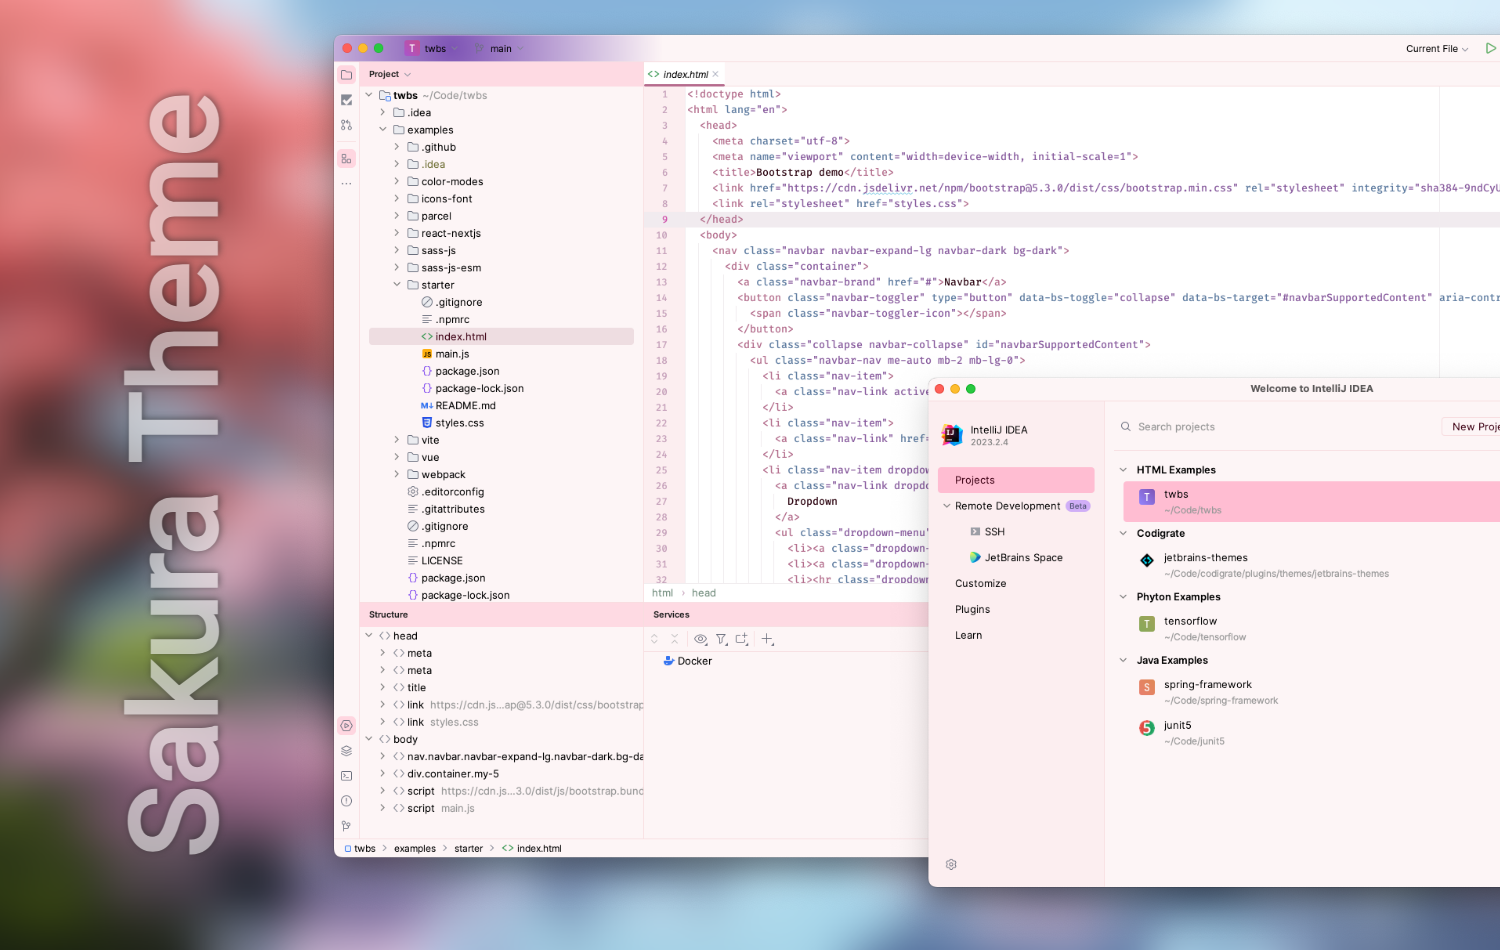 Sakura Theme
T twbs main
Current File
Project
twbs ~/Code/twbs
.idea
examples
.github
.idea
color-modes
icons-font
parcel
react-nextjs
sass-js
sass-js-esm
starter
.gitignore
.npmrc
index.html
JS main.js
package.json
package-lock.json
M↓ README.md
styles.css
vite
vue
webpack
.editorconfig
.gitattributes
.gitignore
.npmrc
LICENSE
package.json
package-lock.json
index.html
1 <!doctype html>
2 <html lang="en">
3 <head>
4 <meta charset="utf-8">
5 <meta name="viewport" content="width=device-width, initial-scale=1">
6 <title>Bootstrap demo</title>
7 <link href="https://cdn.jsdelivr.net/npm/bootstrap@5.3.0/dist/css/bootstrap.min.css" rel="stylesheet" integrity="sha384-9ndCyU
8 <link rel="stylesheet" href="styles.css">
9 </head>
10 <body>
11 <nav class="navbar navbar-expand-lg navbar-dark bg-dark">
12 <div class="container">
13 <a class="navbar-brand" href="#">Navbar</a>
14 <button class="navbar-toggler" type="button" data-bs-toggle="collapse" data-bs-target="#navbarSupportedContent" aria-contr
15 <span class="navbar-toggler-icon"></span>
16 </button>
17 <div class="collapse navbar-collapse" id="navbarSupportedContent">
18 <ul class="navbar-nav me-auto mb-2 mb-lg-0">
19 <li class="nav-item">
20 <a class="nav-link active
21 </li>
22 <li class="nav-item">
23 <a class="nav-link" href=
24 </li>
25 <li class="nav-item dropdown
26 <a class="nav-link dropdo
27 Dropdown
28 </a>
29 <ul class="dropdown-menu"
30 <li><a class="dropdown-
31 <li><a class="dropdown-
32 <li><hr class="dropdown
html › head
Structure
head
meta
meta
title
link https://cdn.js...ap@5.3.0/dist/css/bootstrap
link styles.css
body
nav.navbar.navbar-expand-lg.navbar-dark.bg-da
div.container.my-5
script https://cdn.js...3.0/dist/js/bootstrap.bunc
script main.js
Services
Docker
twbs > examples > starter > index.html
Welcome to IntelliJ IDEA
IJ IntelliJ IDEA
2023.2.4
Projects
Remote Development Beta
SSH
JetBrains Space
Customize
Plugins
Learn
Search projects
New Proje
HTML Examples
T twbs
~/Code/twbs
Codigrate
jetbrains-themes
~/Code/codigrate/plugins/themes/jetbrains-themes
Phyton Examples
T tensorflow
~/Code/tensorflow
Java Examples
S spring-framework
~/Code/spring-framework
5 junit5
~/Code/junit5